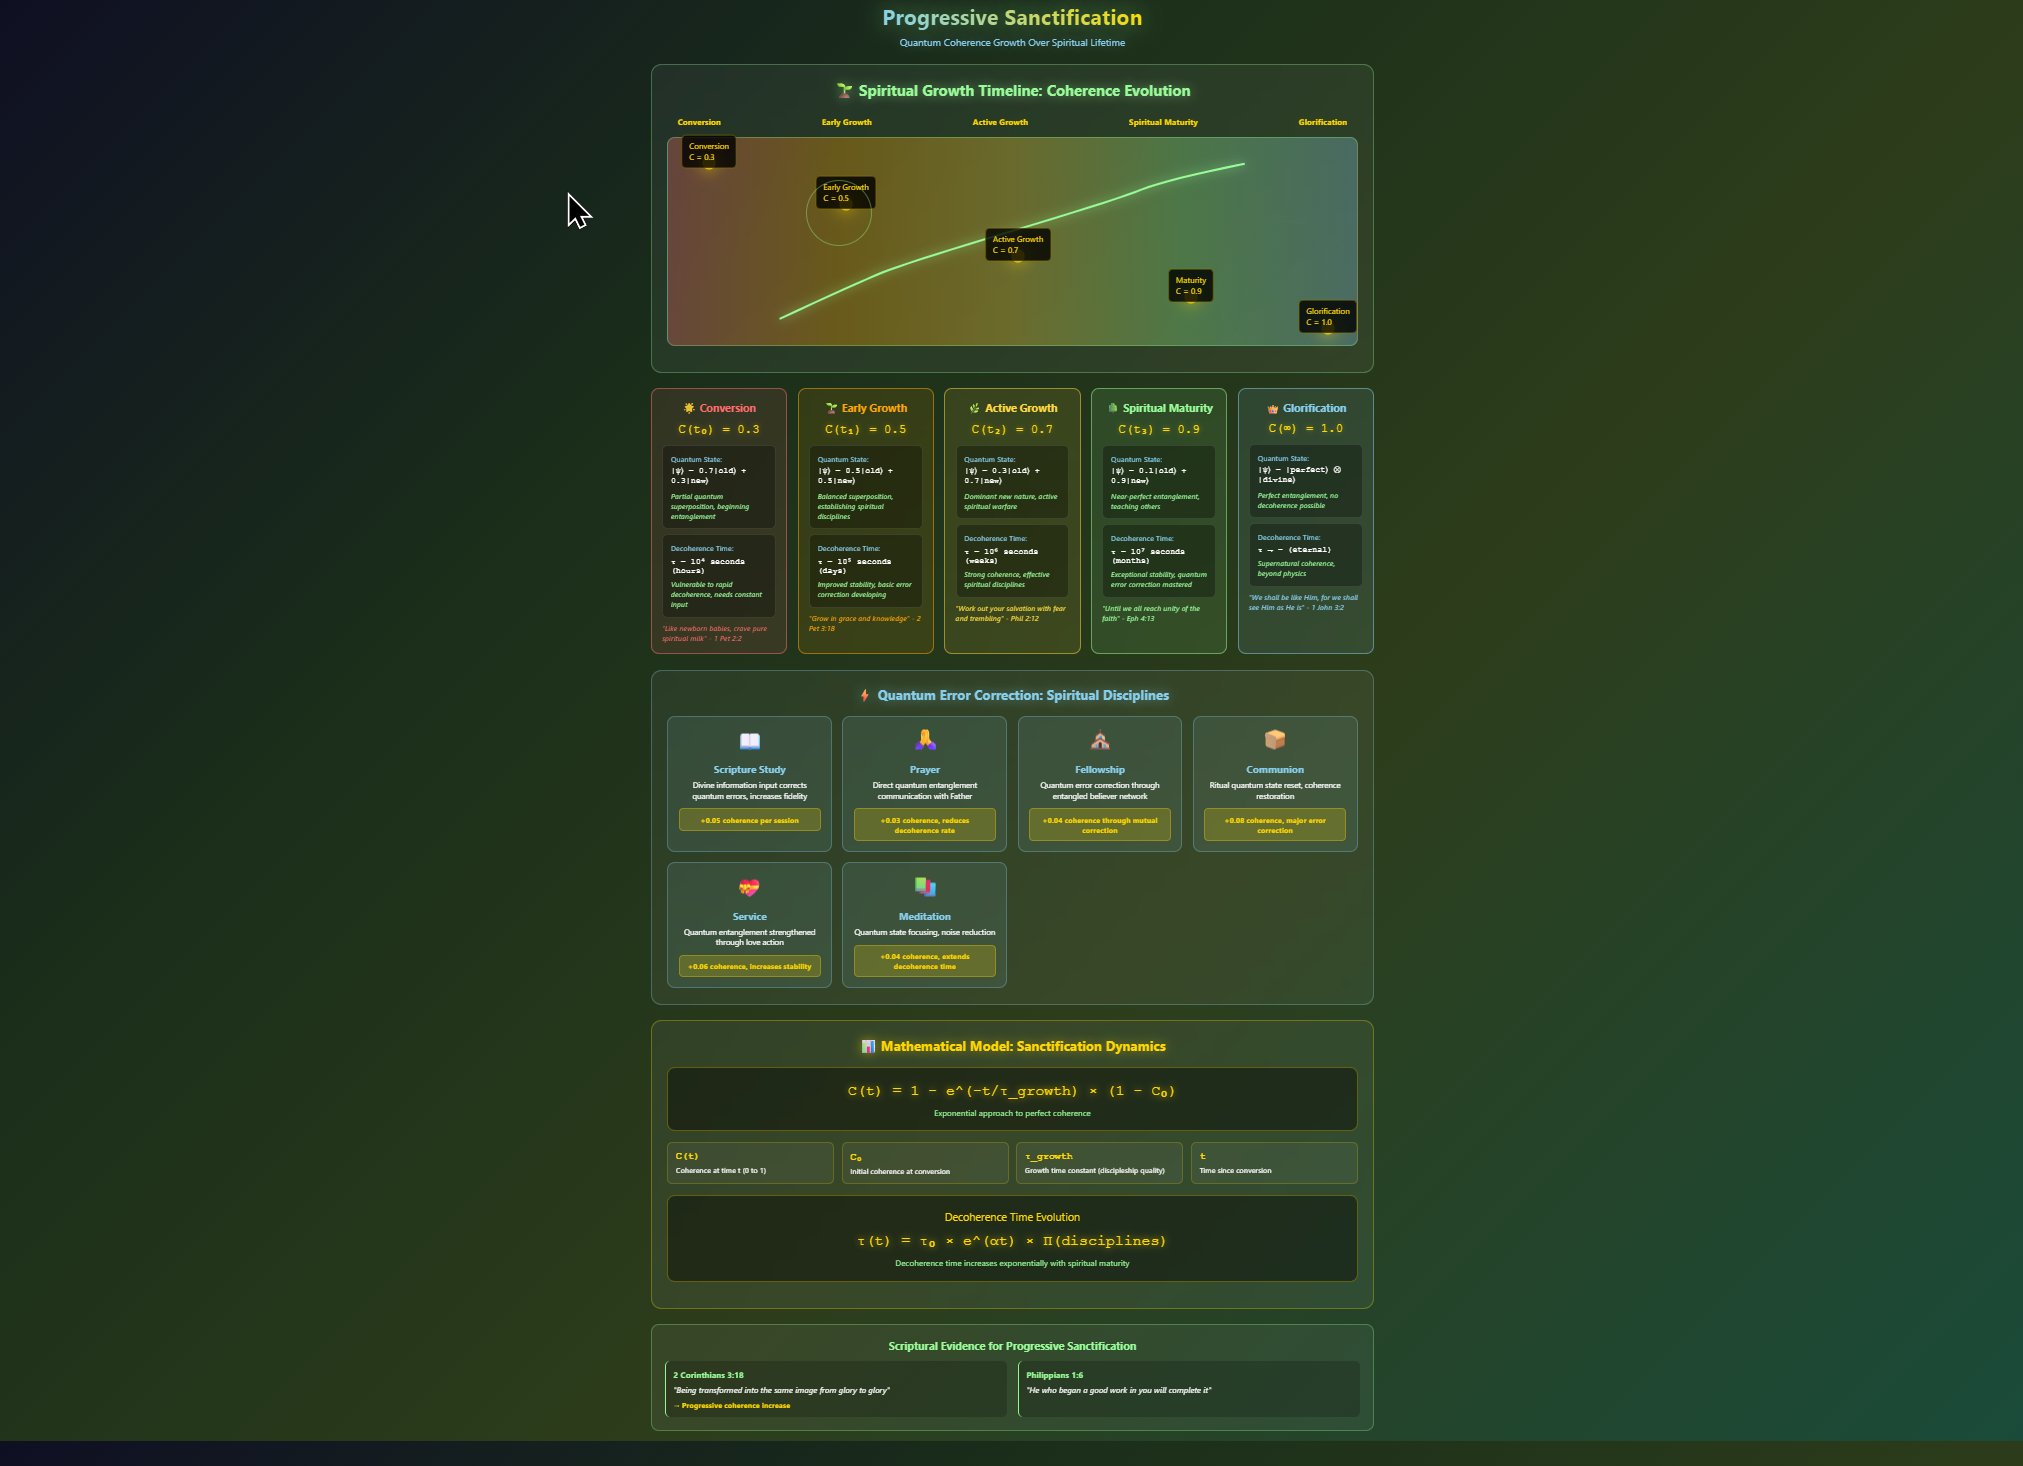 Progressive Sanctification
Quantum Coherence Growth Over Spiritual Lifetime
Spiritual Growth Timeline: Coherence Evolution
Conversion
Early Growth
Active Growth
Spiritual Maturity
Glorification
Conversion
C = 0.3
Early Growth
C = 0.5
Active Growth
C = 0.7
Maturity
C = 0.9
Glorification
C = 1.0
Conversion
C(t₀) = 0.3
Quantum State:
|ψ⟩ = 0.7|old⟩ +
0.3|new⟩
Partial quantum
superposition, beginning
entanglement
Decoherence Time:
τ ~ 10⁴ seconds
(hours)
Vulnerable to rapid
decoherence, needs constant
input
"Like newborn babies, crave pure
spiritual milk" - 1 Pet 2:2
Early Growth
C(t₁) = 0.5
Quantum State:
|ψ⟩ = 0.5|old⟩ +
0.5|new⟩
Balanced superposition,
establishing spiritual
disciplines
Decoherence Time:
τ ~ 10⁵ seconds
(days)
Improved stability, basic error
correction developing
"Grow in grace and knowledge" - 2
Pet 3:18
Active Growth
C(t₂) = 0.7
Quantum State:
|ψ⟩ = 0.3|old⟩ +
0.7|new⟩
Dominant new nature, active
spiritual warfare
Decoherence Time:
τ ~ 10⁶ seconds
(weeks)
Strong coherence, effective
spiritual disciplines
"Work out your salvation with fear
and trembling" - Phil 2:12
Spiritual Maturity
C(t₃) = 0.9
Quantum State:
|ψ⟩ = 0.1|old⟩ +
0.9|new⟩
Near-perfect entanglement,
teaching others
Decoherence Time:
τ ~ 10⁷ seconds
(months)
Exceptional stability, quantum
error correction mastered
"Until we all reach unity of the
faith" - Eph 4:13
Glorification
C(∞) = 1.0
Quantum State:
|ψ⟩ = |perfect⟩ ⊗
|divine⟩
Perfect entanglement, no
decoherence possible
Decoherence Time:
τ → ∞ (eternal)
Supernatural coherence,
beyond physics
"We shall be like Him, for we shall
see Him as He is" - 1 John 3:2
Quantum Error Correction: Spiritual Disciplines
Scripture Study
Divine information input corrects
quantum errors, increases fidelity
+0.05 coherence per session
Prayer
Direct quantum entanglement
communication with Father
+0.03 coherence, reduces
decoherence rate
Fellowship
Quantum error correction through
entangled believer network
+0.04 coherence through mutual
correction
Communion
Ritual quantum state reset, coherence
restoration
+0.08 coherence, major error
correction
Service
Quantum entanglement strengthened
through love action
+0.06 coherence, increases stability
Meditation
Quantum state focusing, noise reduction
+0.04 coherence, extends
decoherence time
Mathematical Model: Sanctification Dynamics
C(t) = 1 - e^(-t/τ_growth) × (1 - C₀)
Exponential approach to perfect coherence
C(t)
Coherence at time t (0 to 1)
C₀
Initial coherence at conversion
τ_growth
Growth time constant (discipleship quality)
t
Time since conversion
Decoherence Time Evolution
τ(t) = τ₀ × e^(αt) × Π(disciplines)
Decoherence time increases exponentially with spiritual maturity
Scriptural Evidence for Progressive Sanctification
2 Corinthians 3:18
"Being transformed into the same image from glory to glory"
→ Progressive coherence increase
Philippians 1:6
"He who began a good work in you will complete it"